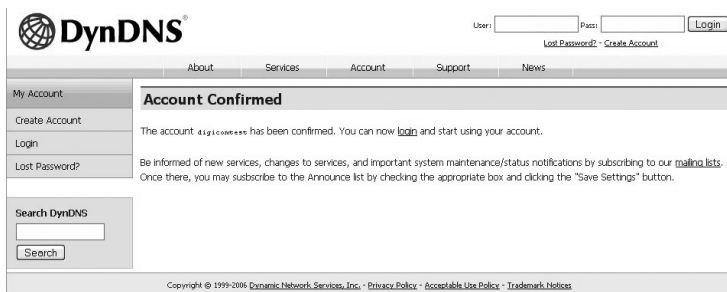 DynDNS®
User: Pass: Login
Lost Password? - Create Account
About Services Account Support News
My Account
Create Account
Login
Lost Password?
Search DynDNS
Search
Account Confirmed
The account digicontest has been confirmed. You can now login and start using your account.
Be informed of new services, changes to services, and important system maintenance/status notifications by subscribing to our mailing lists.
Once there, you may susbscribe to the Announce list by checking the appropriate box and clicking the "Save Settings" button.
Copyright © 1999-2006 Dynamic Network Services, Inc. - Privacy Policy - Acceptable Use Policy - Trademark Notices